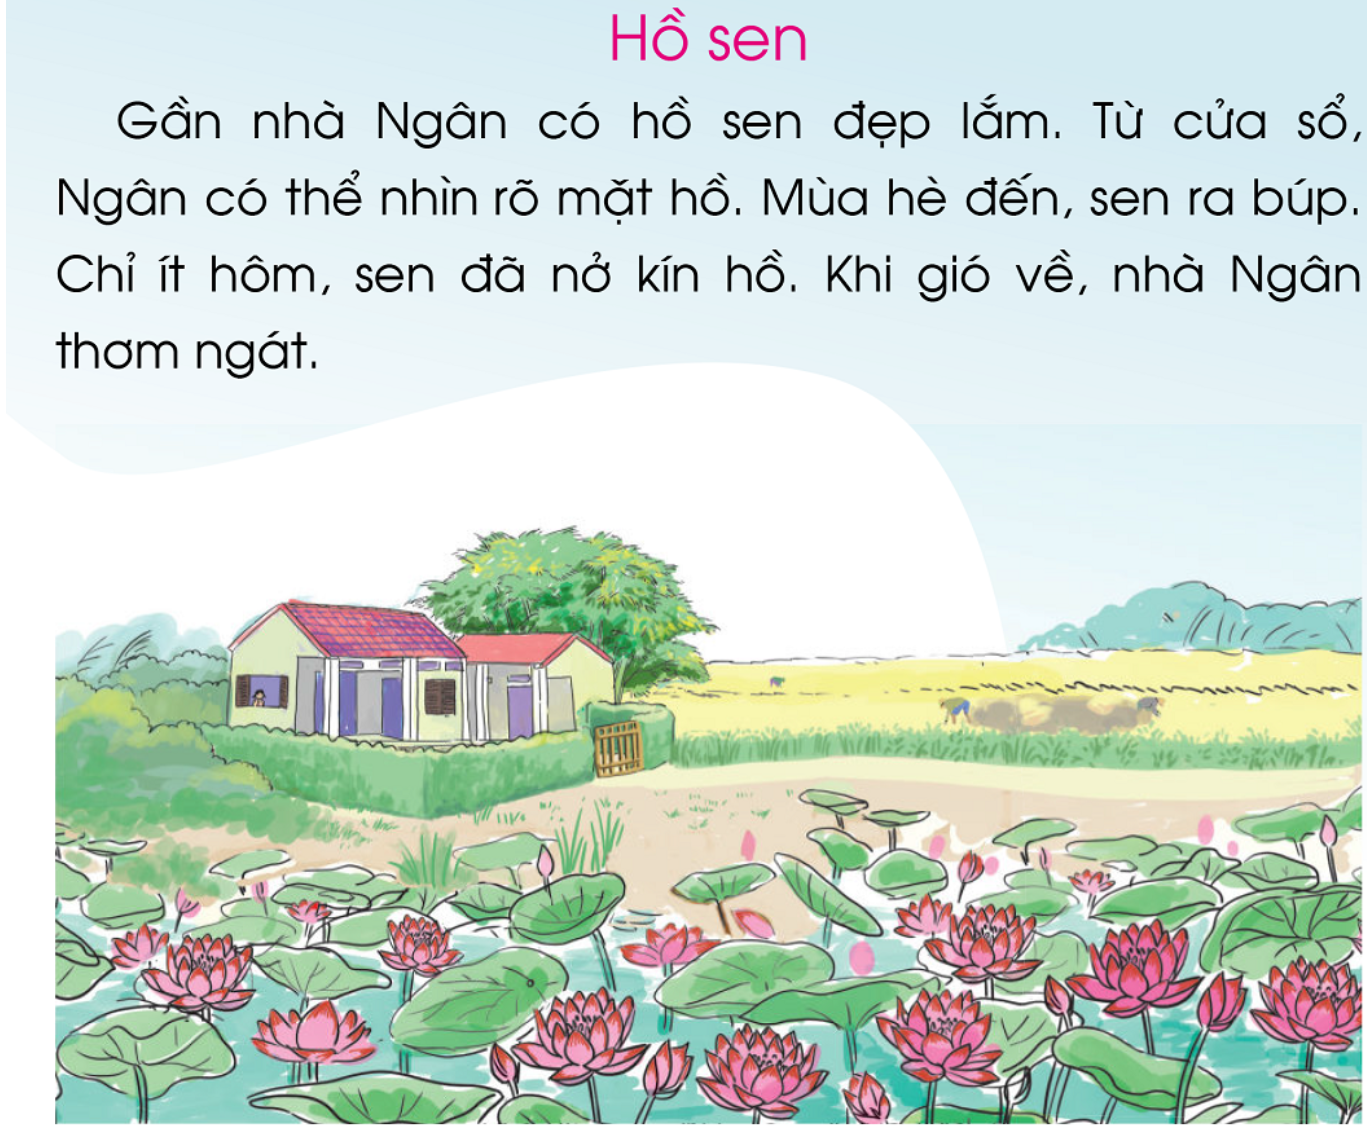 Hồ sen
Gần nhà Ngân có hồ sen đẹp lắm. Từ cửa sổ,
Ngân có thể nhìn rõ mặt hồ. Mùa hè đến, sen ra búp.
Chỉ ít hôm, sen đã nở kín hồ. Khi gió về, nhà Ngân
thơm ngát.